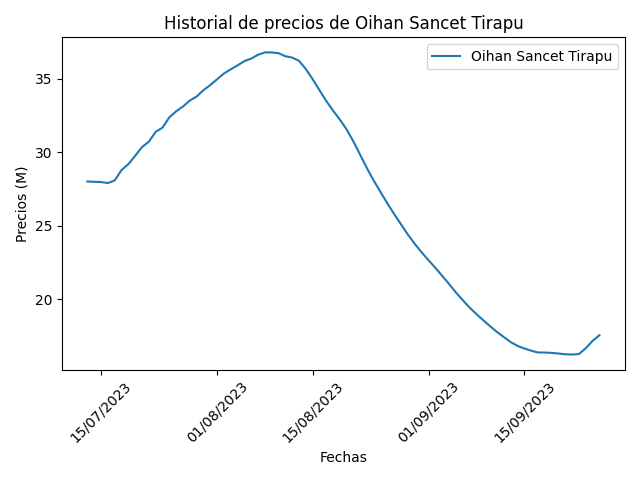 Historial de precios de Oihan Sancet Tirapu
Oihan Sancet Tirapu
Precios (M)
35
30
25
20
15/07/2023
01/08/2023
15/08/2023
01/09/2023
15/09/2023
Fechas